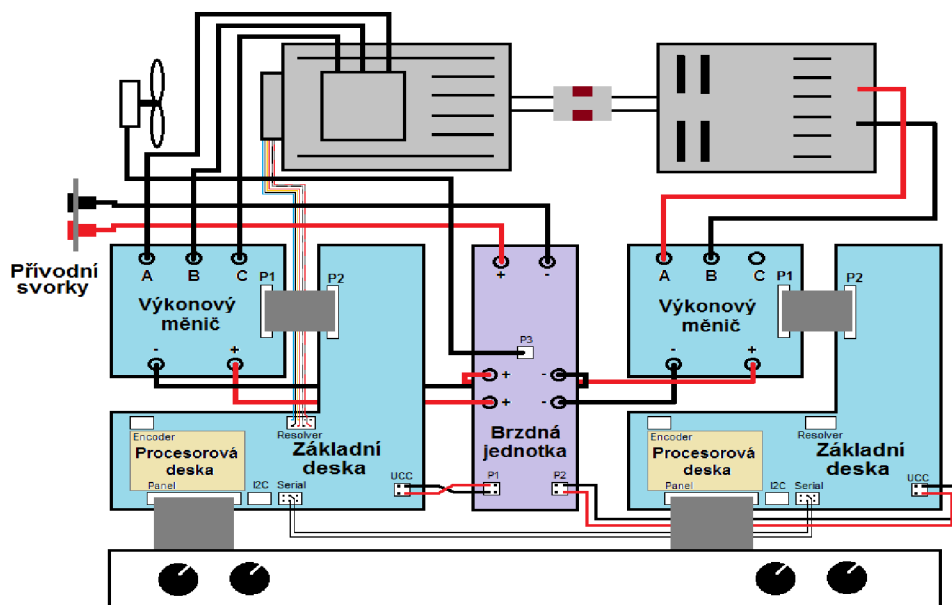 Přívodní
svorky
A B C
P1 P2
Výkonový
měnič
- +
Encoder
Resolver
Procesorová
deska
Základní
deska
Panel
I2C
Serial
UCC
+ -
P3
+ -
+ -
Brzdná
jednotka
P1 P2
A B C
P1 P2
Výkonový
měnič
- +
Encoder
Resolver
Procesorová
deska
Základní
deska
Panel
I2C
Serial
UCC